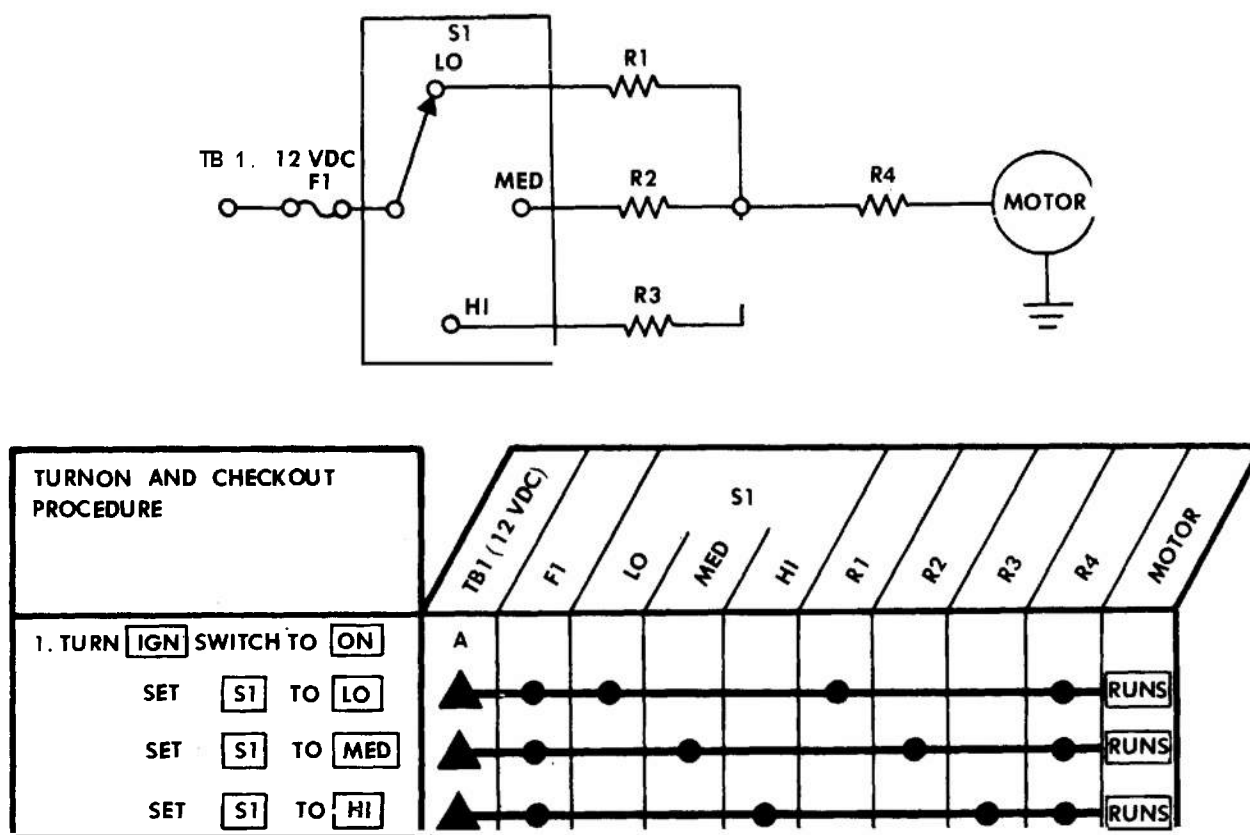 S1
LO
R1
TB 1. 12 VDC
F1
MED
R2
R4
MOTOR
HI
R3
TURNON AND CHECKOUT
PROCEDURE
TB1 (12 VDC)
F1
S1
LO
MED
HI
R1
R2
R3
R4
MOTOR
1. TURN IGN SWITCH TO ON
A
SET S1 TO LO
RUNS
SET S1 TO MED
RUNS
SET S1 TO HI
RUNS